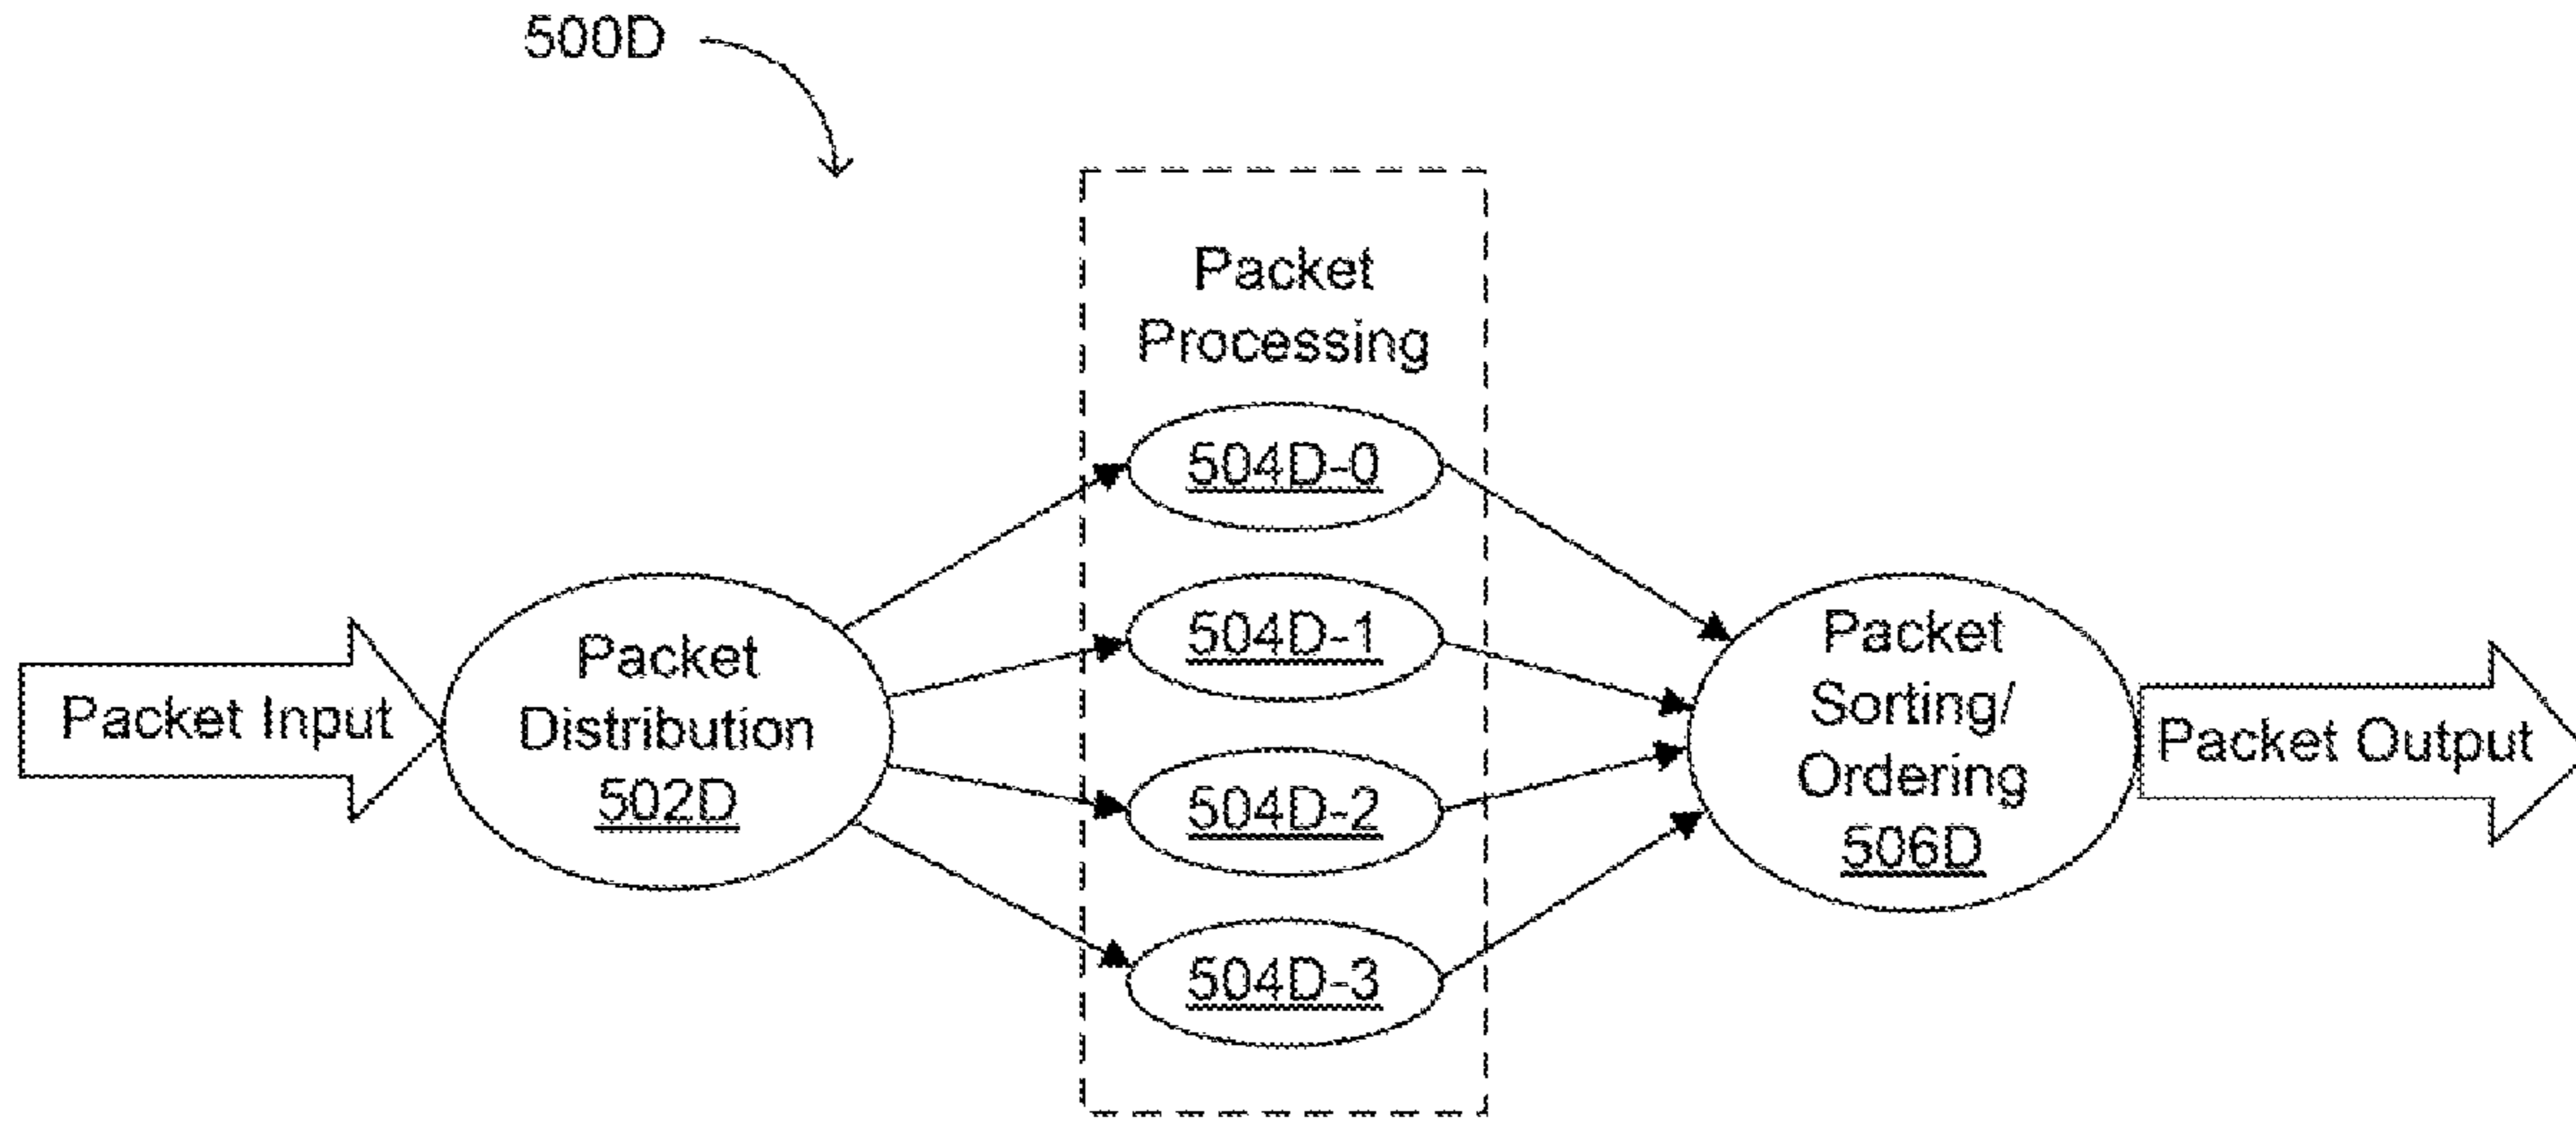 500D
Packet
Processing
504D-0
504D-1
504D-2
504D-3
Packet Input
Packet
Distribution
502D
Packet
Sorting/
Ordering
506D
Packet Output